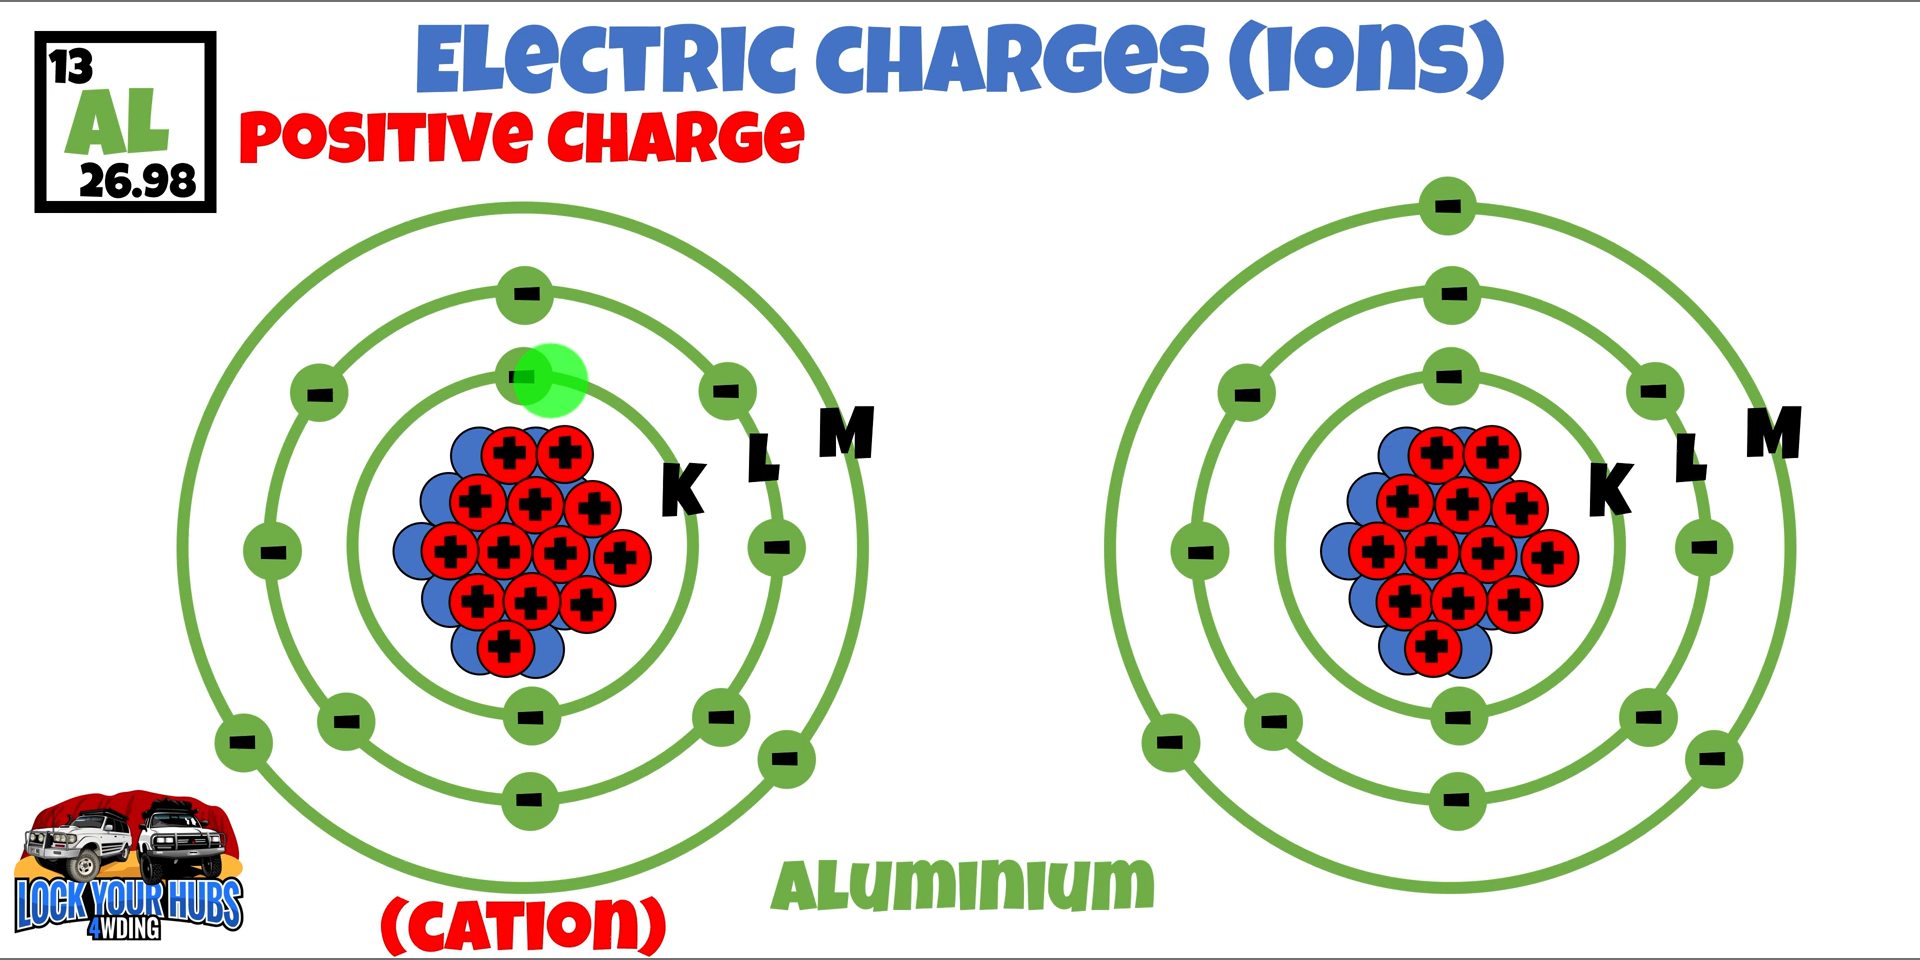 ELECTRIC CHARGES (IONS)
13
AL
26.98
POSITIVE CHARGE
K
L
M
K
L
M
ALUMINIUM
(CATION)
LOCK YOUR HUBS
4WDING